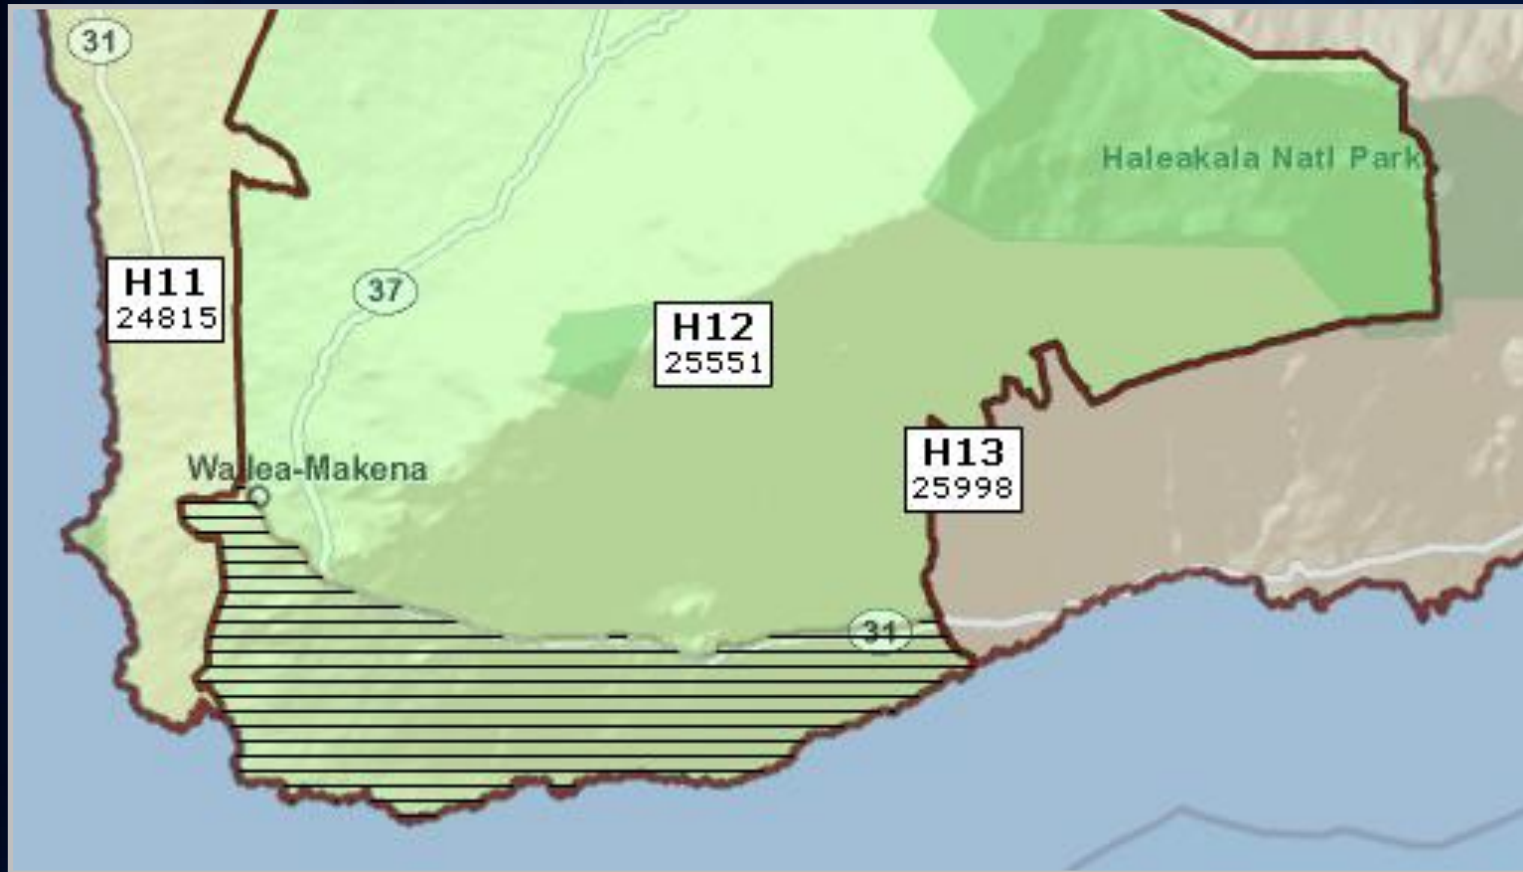 31
Haleakala Natl Park
H11
24815
37
H12
25551
H13
25998
Wailea-Makena
31